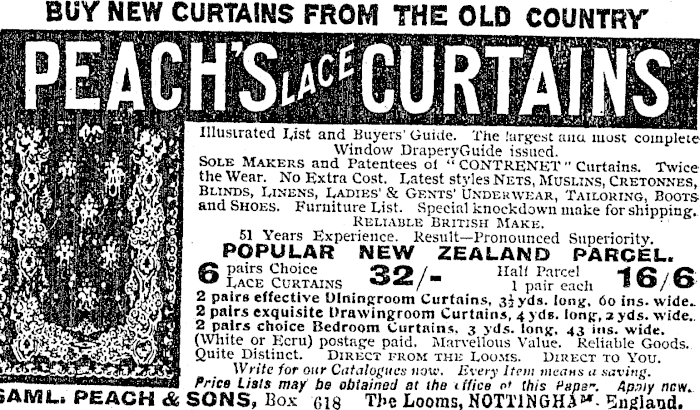 BUY NEW CURTAINS FROM THE OLD COUNTRY
PEACH'S LACE CURTAINS
Illustrated List and Buyers' Guide. The largest and most complete
Window DraperyGuide issued.
SOLE MAKERS and Patentees of "CONTRENET" Curtains. Twice
the Wear. No Extra Cost. Latest styles NETS, MUSLINS, CRETONNES,
BLINDS, LINENS, LADIES' & GENTS' UNDERWEAR, TAILORING, BOOTS
and SHOES. Furniture List. Special knockdown make for shipping.
RELIABLE BRITISH MAKE.
51 Years Experience. Result—Pronounced Superiority.
POPULAR NEW ZEALAND PARCEL.
6 pairs Choice LACE CURTAINS 32/- Half Parcel 1 pair each 16/6
2 pairs effective Diningroom Curtains, 3½ yds. long, 60 ins. wide.
2 pairs exquisite Drawingroom Curtains, 4 yds. long, 2 yds. wide.
2 pairs choice Bedroom Curtains, 3 yds. long, 43 ins. wide.
(White or Ecru) postage paid. Marvellous Value. Reliable Goods.
Quite Distinct. DIRECT FROM THE LOOMS. DIRECT TO YOU.
Write for our Catalogues now. Every Item means a saving.
Price Lists may be obtained at the office of this Paper. Apply now.
SAML. PEACH & SONS, Box 618 The Looms, NOTTINGHAM, England.